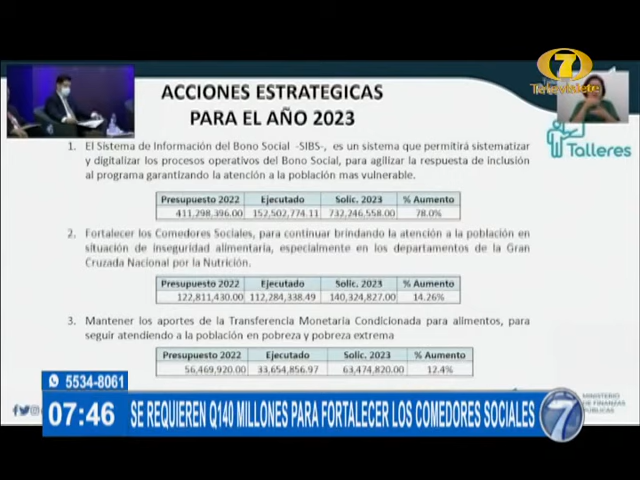 7
Televisiete
ACCIONES ESTRATEGICAS
PARA EL AÑO 2023
Talleres
1. El Sistema de Información del Bono Social -SIBS-, es un sistema que permitirá sistematizar
y digitalizar los procesos operativos del Bono Social, para agilizar la respuesta de inclusión
al programa garantizando la atención a la población mas vulnerable.
Presupuesto 2022 Ejecutado Solic. 2023 % Aumento
411,298,396.00 152,502,774.11 732,246,558.00 78.0%
2. Fortalecer los Comedores Sociales, para continuar brindando la atención a la población en
situación de inseguridad alimentaria, especialmente en los departamentos de la Gran
Cruzada Nacional por la Nutrición.
Presupuesto 2022 Ejecutado Solic. 2023 % Aumento
122,811,430.00 112,284,338.49 140,324,827.00 14.26%
3. Mantener los aportes de la Transferencia Monetaria Condicionada para alimentos, para
seguir atendiendo a la población en pobreza y pobreza extrema
Presupuesto 2022 Ejecutado Solic. 2023 % Aumento
56,469,920.00 33,654,856.97 63,474,820.00 12.4%
5534-8061
07:46 SE REQUIEREN Q140 MILLONES PARA FORTALECER LOS COMEDORES SOCIALES
7
MINISTERIO
DE FINANZAS
PÚBLICAS